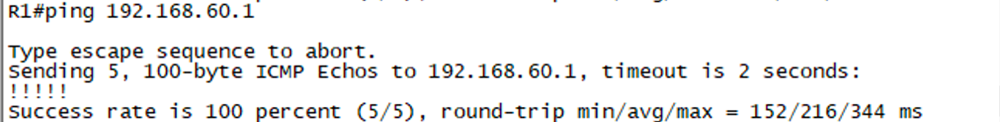 R1#ping 192.168.60.1
Type escape sequence to abort.
Sending 5, 100-byte ICMP Echos to 192.168.60.1, timeout is 2 seconds:
!!!!!
Success rate is 100 percent (5/5), round-trip min/avg/max = 152/216/344 ms